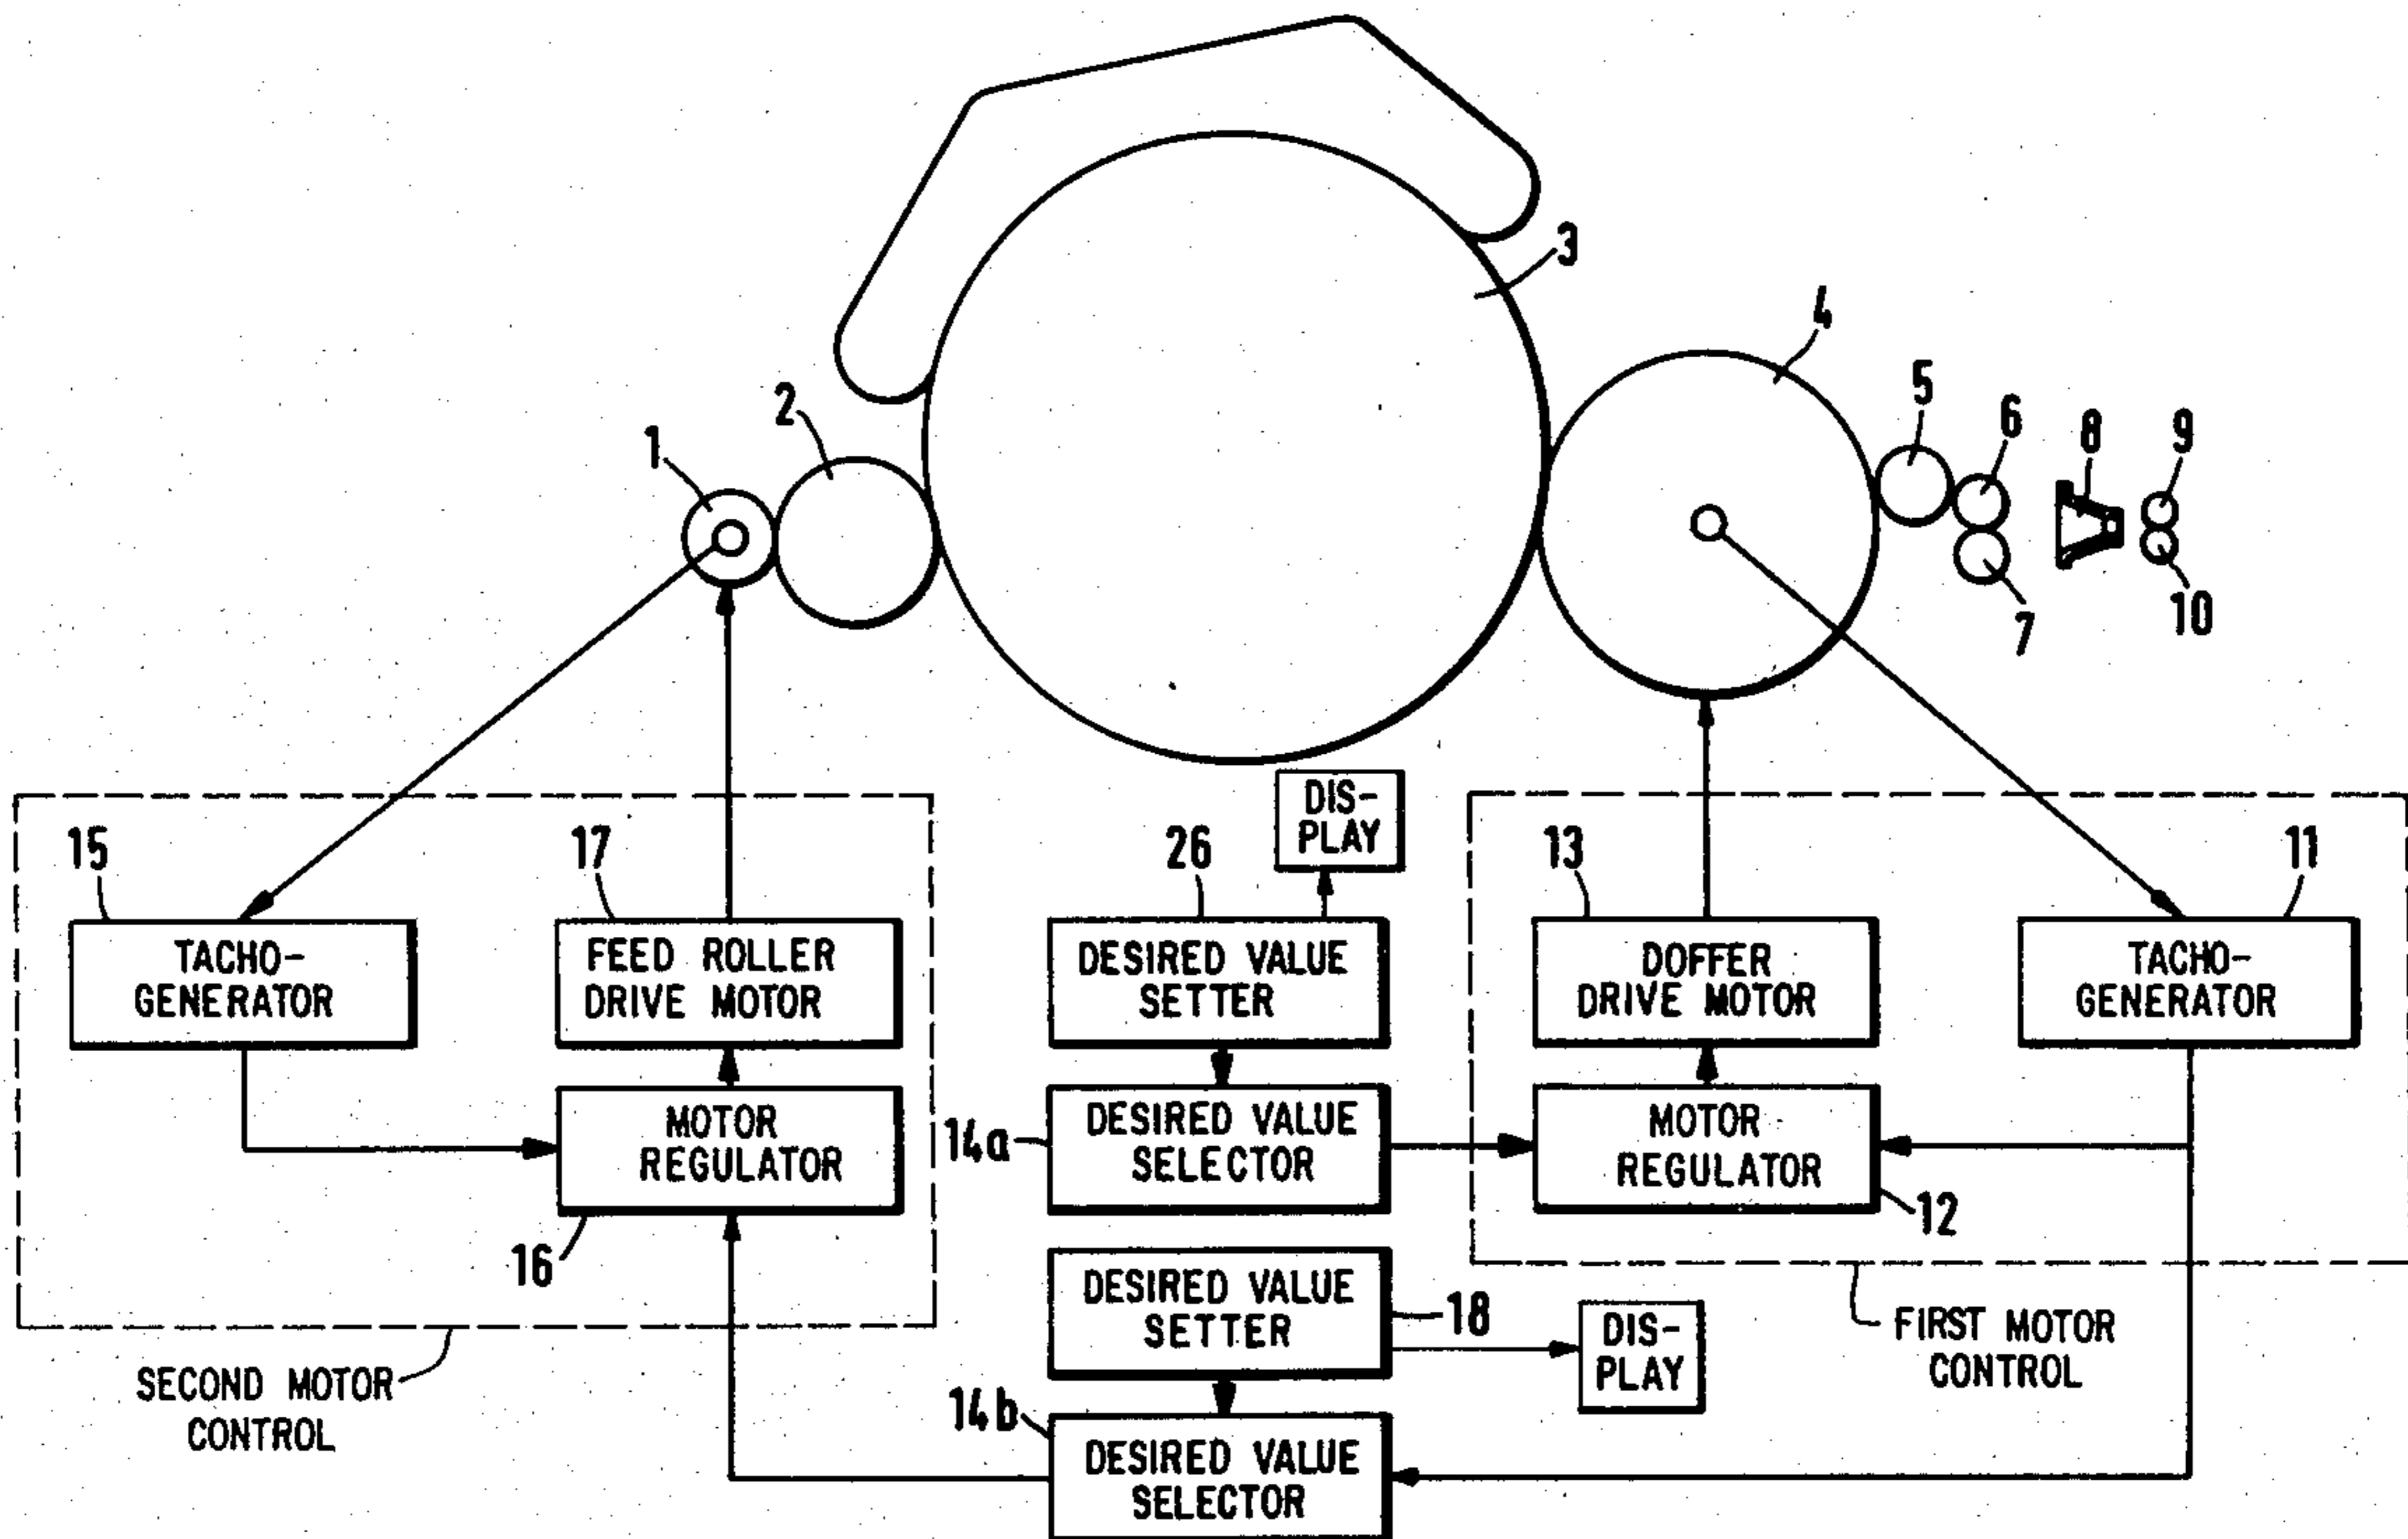 3
4
5
6
8
9
2
1
7
10
DIS-
PLAY
15
17
26
13
11
TACHO-
GENERATOR
FEED ROLLER
DRIVE MOTOR
DESIRED VALUE
SETTER
DOFFER
DRIVE MOTOR
TACHO-
GENERATOR
MOTOR
REGULATOR
14a
DESIRED VALUE
SELECTOR
MOTOR
REGULATOR
12
16
DESIRED VALUE
SETTER
18
DIS-
PLAY
FIRST MOTOR
CONTROL
SECOND MOTOR
CONTROL
14b
DESIRED VALUE
SELECTOR